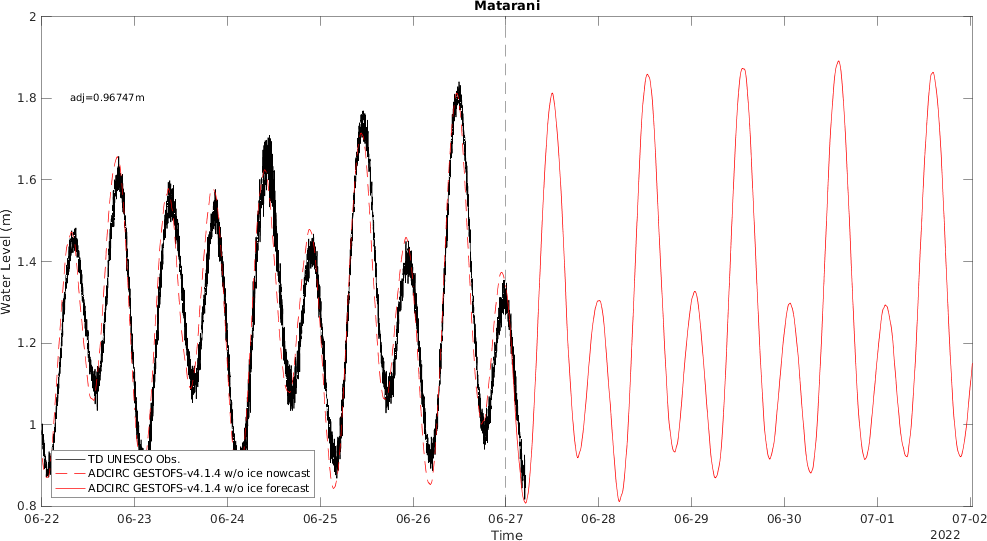 Matarani
2
1.8
1.6
1.4
1.2
1
0.8
Water Level (m)
adj=0.96747m
TD UNESCO Obs.
ADCIRC GESTOFS-v4.1.4 w/o ice nowcast
ADCIRC GESTOFS-v4.1.4 w/o ice forecast
06-22 06-23 06-24 06-25 06-26 06-27 06-28 06-29 06-30 07-01 07-02
Time
2022